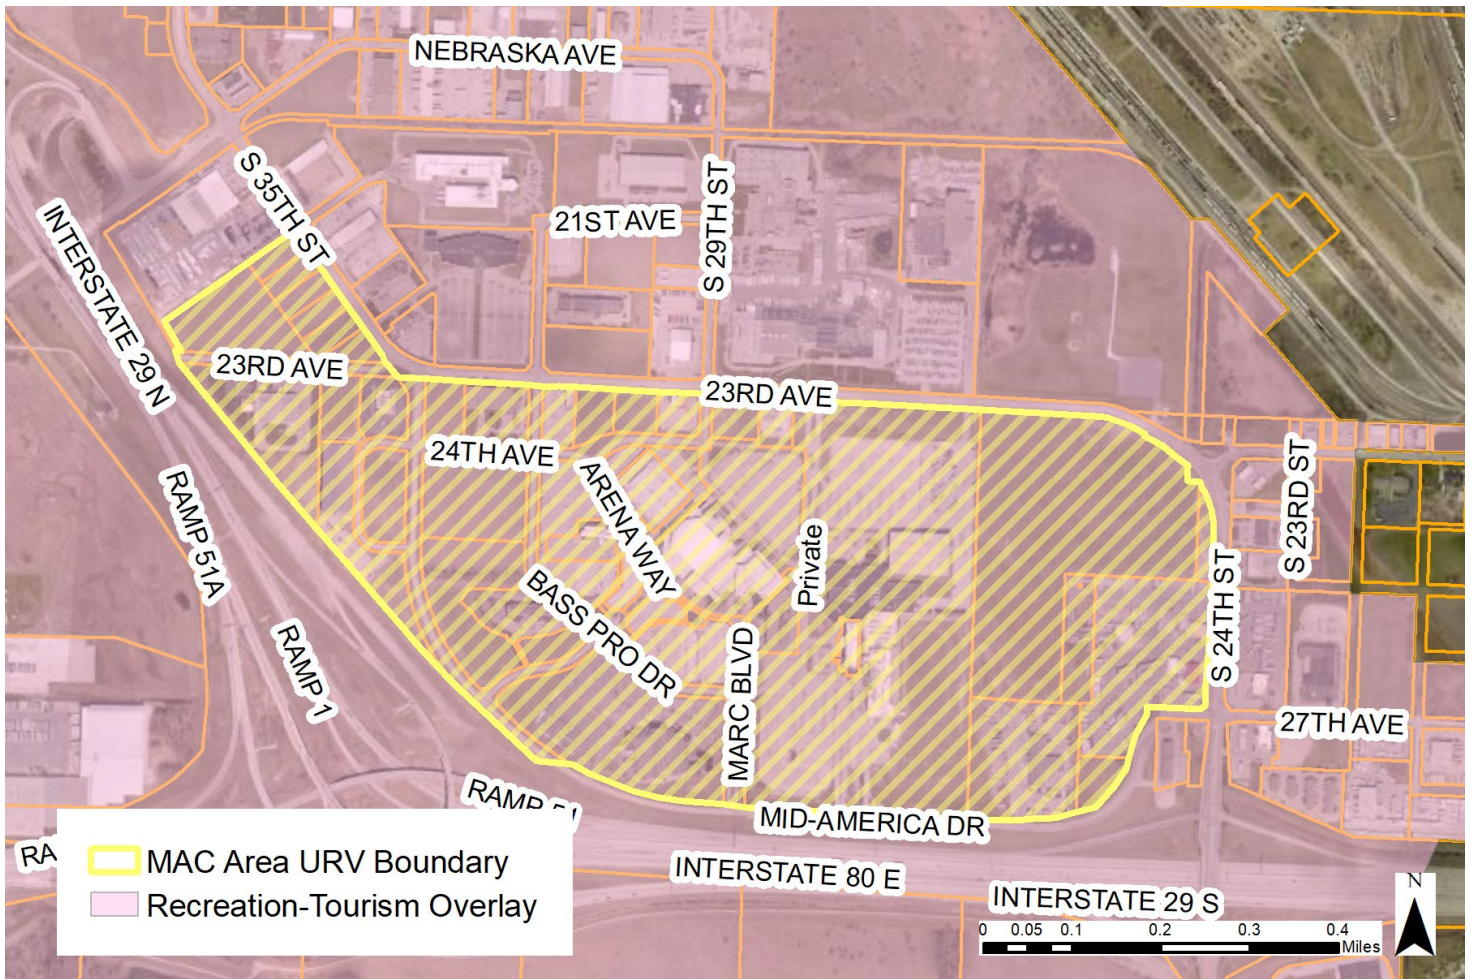 NEBRASKA AVE
S 35TH ST
21ST AVE
S 29TH ST
INTERSTATE 29 N
23RD AVE
23RD AVE
24TH AVE
ARENA WAY
S 23RD ST
RAMP 51A
Private
BASS PRO DR
S 24TH ST
RAMP 1
MARC BLVD
27TH AVE
RAMP 51
MID-AMERICA DR
RA
INTERSTATE 80 E
INTERSTATE 29 S
MAC Area URV Boundary
Recreation-Tourism Overlay
N
0 0.05 0.1 0.2 0.3 0.4
Miles